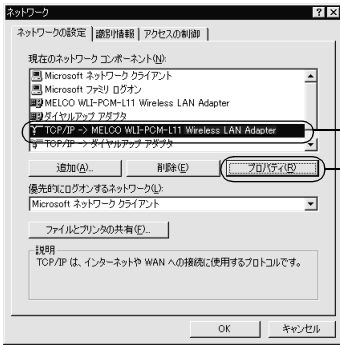 ネットワーク
ネットワークの設定 識別情報 アクセスの制御
現在のネットワーク コンポーネント(N):
Microsoft ネットワーク クライアント
Microsoft ファミリ ログオン
MELCO WLI-PCM-L11 Wireless LAN Adapter
ダイヤルアップ アダプタ
TCP/IP -> MELCO WLI-PCM-L11 Wireless LAN Adapter
TCP/IP -> ダイヤルアップ アダプタ
追加(A)... 削除(E) プロパティ(R)
優先的にログオンするネットワーク(L):
Microsoft ネットワーク クライアント
ファイルとプリンタの共有(F)...
説明
TCP/IP は、インターネットや WAN への接続に使用するプロトコルです。
OK キャンセル